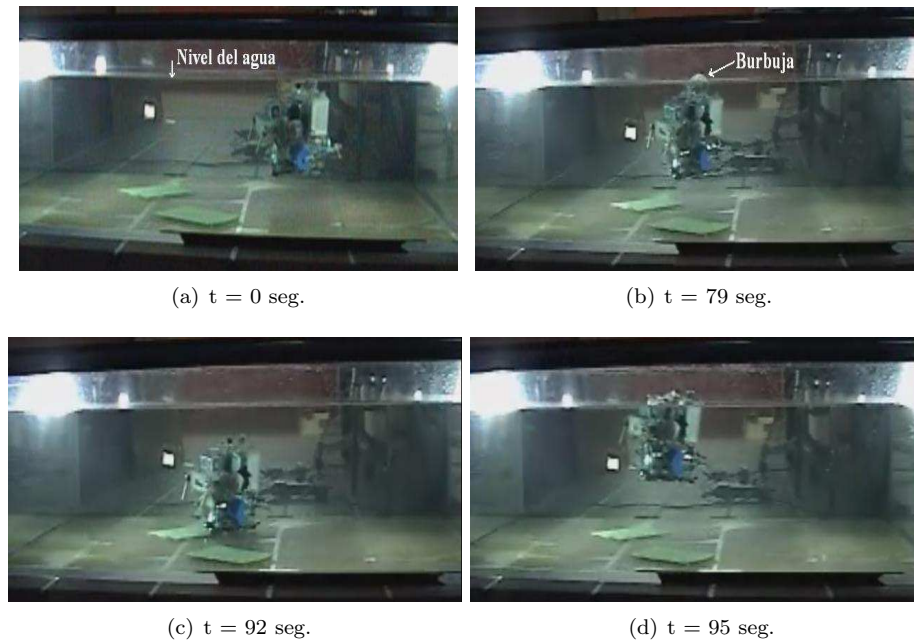 Nivel del agua
Burbuja
(a) t = 0 seg.
(b) t = 79 seg.
(c) t = 92 seg.
(d) t = 95 seg.